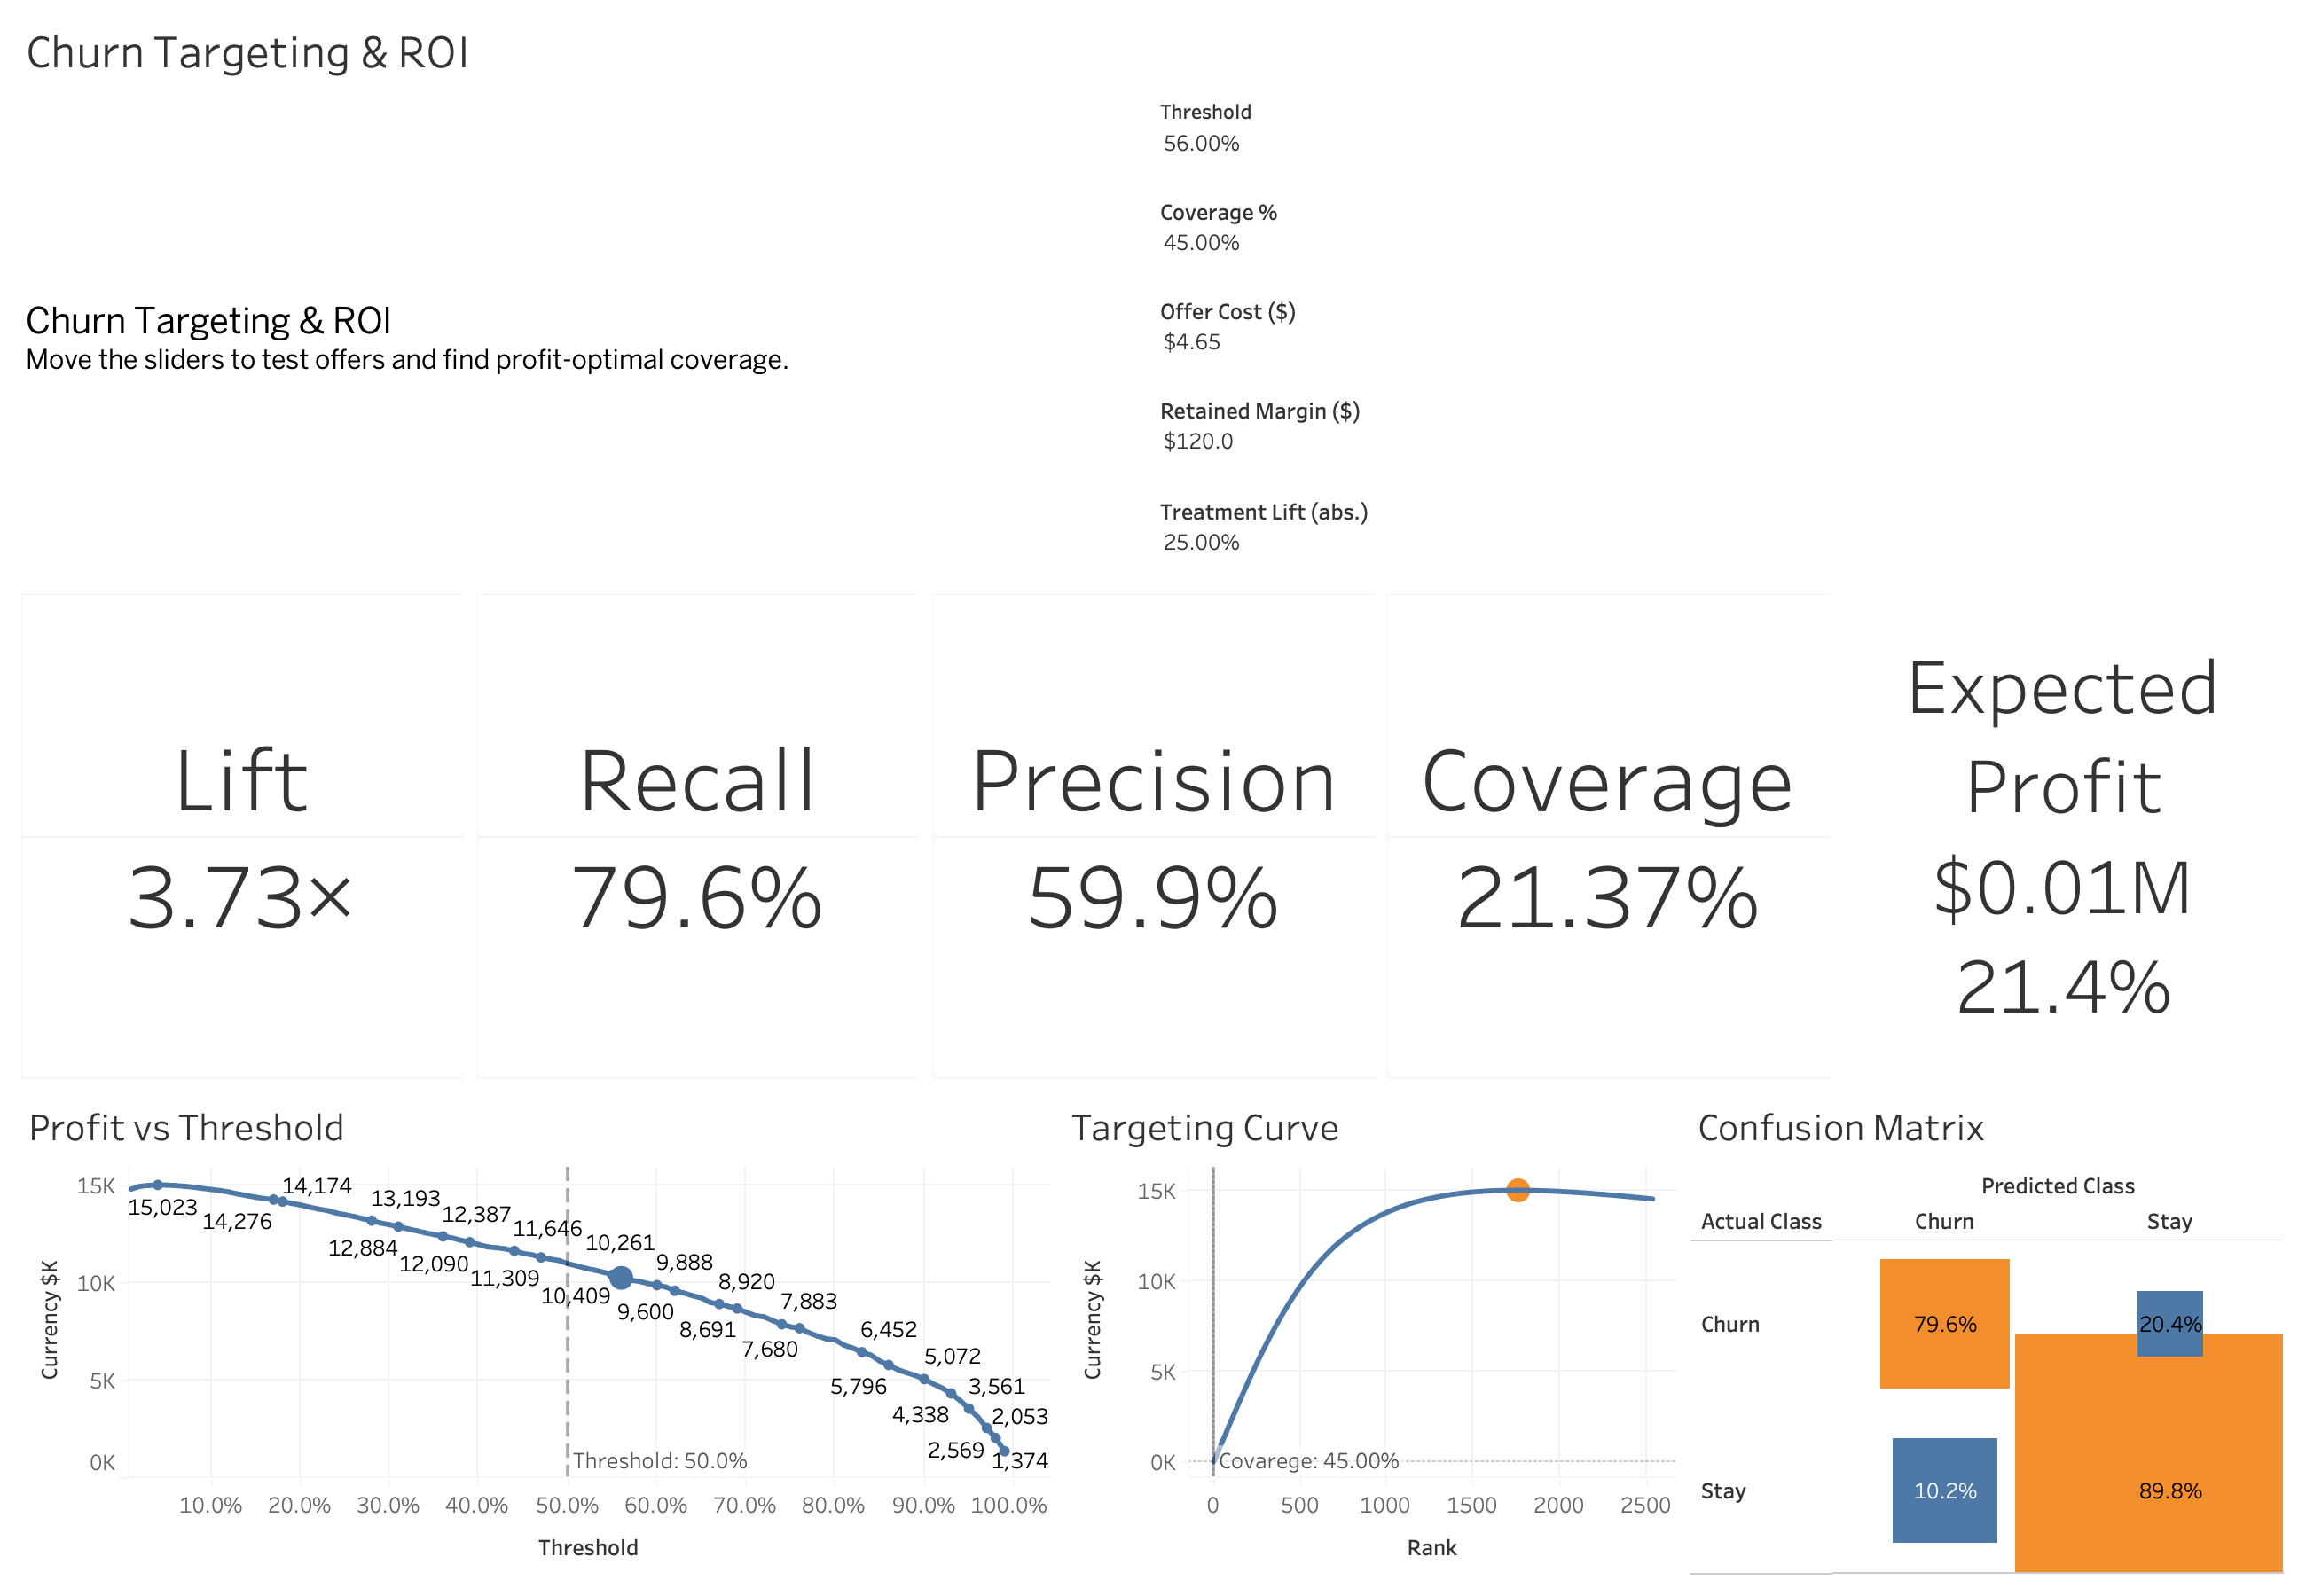 Churn Targeting & ROI
Threshold
56.00%
Coverage %
45.00%
Offer Cost ($)
$4.65
Retained Margin ($)
$120.0
Treatment Lift (abs.)
25.00%
Churn Targeting & ROI
Move the sliders to test offers and find profit-optimal coverage.
Lift
3.73×
Recall
79.6%
Precision
59.9%
Coverage
21.37%
Expected
Profit
$0.01M
21.4%
Profit vs Threshold
Currency $K
15K
10K
5K
0K
15,023
14,276
14,174
13,193
12,884
12,387
12,090
11,646
11,309
10,409
10,261
9,888
9,600
8,920
8,691
7,883
7,680
6,452
5,796
5,072
4,338
3,561
2,569
2,053
1,374
Threshold: 50.0%
10.0% 20.0% 30.0% 40.0% 50.0% 60.0% 70.0% 80.0% 90.0% 100.0%
Threshold
Targeting Curve
Currency $K
15K
10K
5K
0K
Covarege: 45.00%
0 500 1000 1500 2000 2500
Rank
Confusion Matrix
Predicted Class
Actual Class Churn Stay
Churn 79.6% 20.4%
Stay 10.2% 89.8%